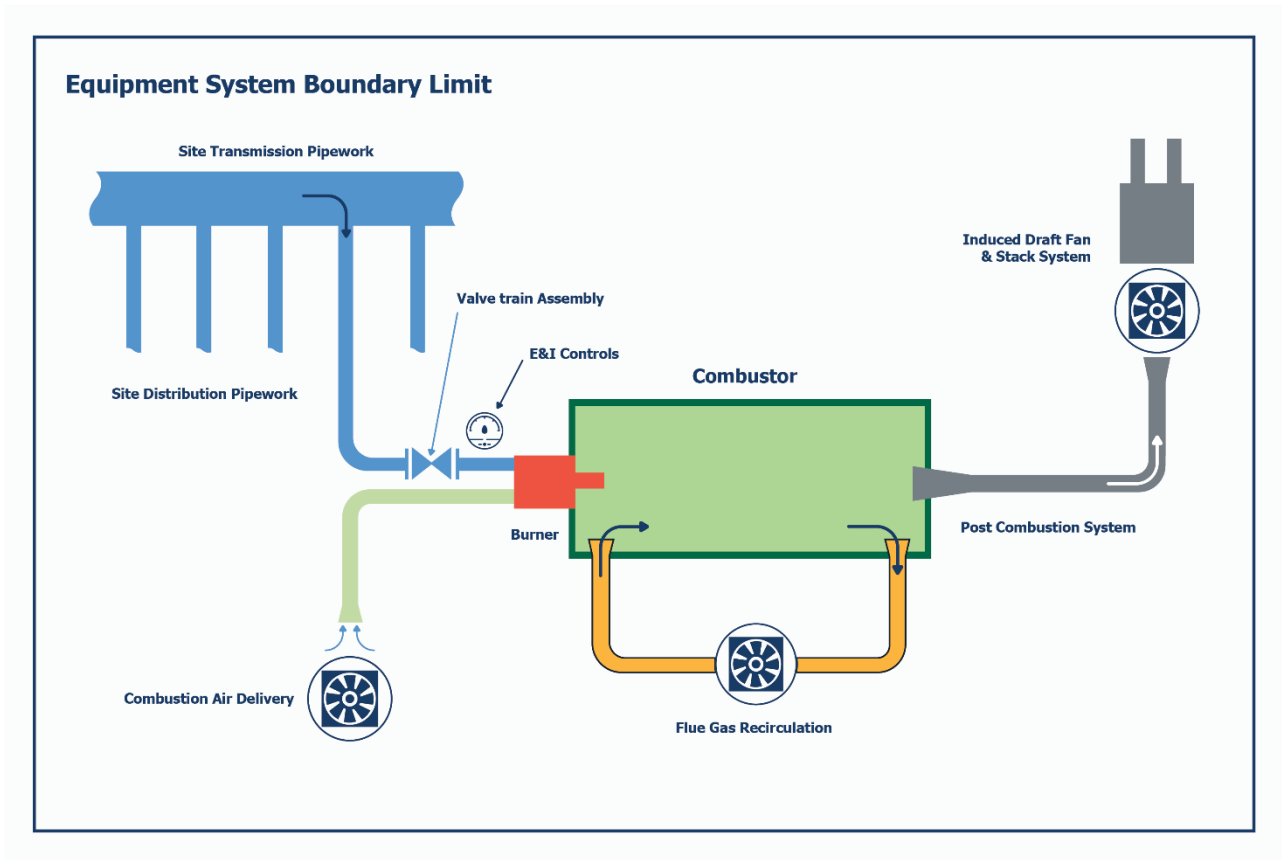 Equipment System Boundary Limit
Site Transmission Pipework
Induced Draft Fan
& Stack System
Valve train Assembly
E&I Controls
Combustor
Site Distribution Pipework
Burner
Post Combustion System
Combustion Air Delivery
Flue Gas Recirculation